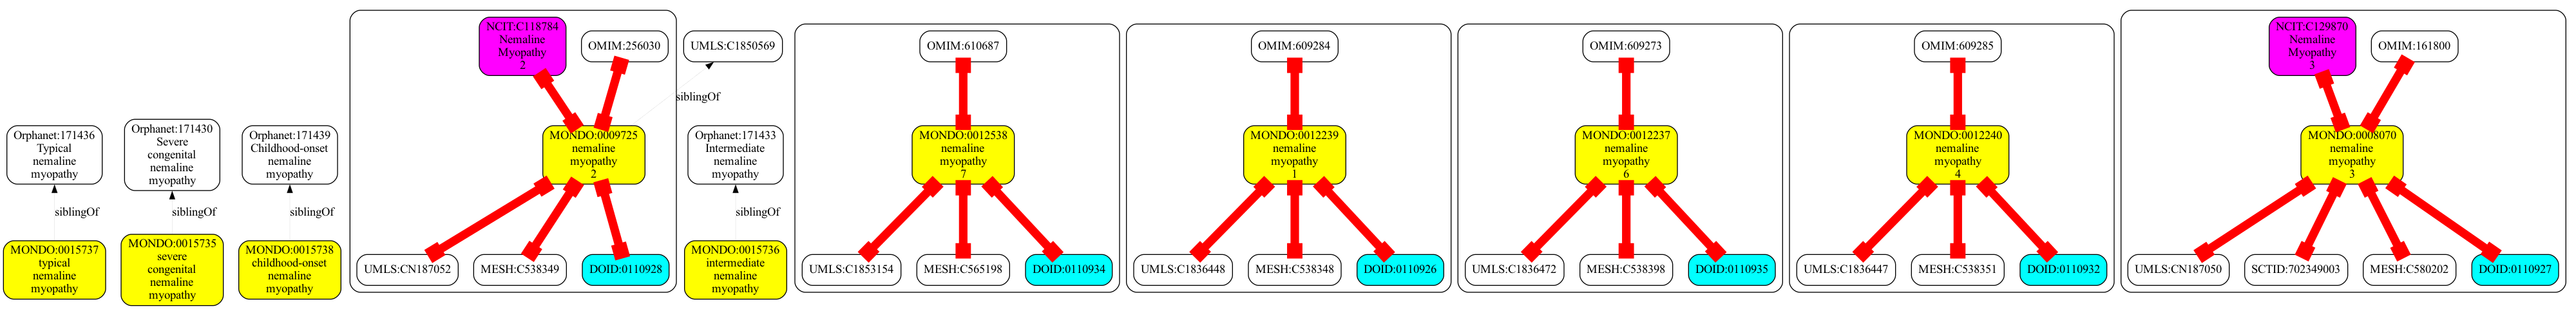 Orphanet:171436
Typical
nemaline
myopathy
siblingOf
MONDO:0015737
typical
nemaline
myopathy
Orphanet:171430
Severe
congenital
nemaline
myopathy
siblingOf
MONDO:0015735
severe
congenital
nemaline
myopathy
Orphanet:171439
Childhood-onset
nemaline
myopathy
siblingOf
MONDO:0015738
childhood-onset
nemaline
myopathy
NCIT:C118784
Nemaline
Myopathy
2
OMIM:256030
MONDO:0009725
nemaline
myopathy
2
UMLS:CN187052
MESH:C538349
DOID:0110928
UMLS:C1850569
siblingOf
Orphanet:171433
Intermediate
nemaline
myopathy
siblingOf
MONDO:0015736
intermediate
nemaline
myopathy
OMIM:610687
MONDO:0012538
nemaline
myopathy
7
UMLS:C1853154
MESH:C565198
DOID:0110934
OMIM:609284
MONDO:0012239
nemaline
myopathy
1
UMLS:C1836448
MESH:C538348
DOID:0110926
OMIM:609273
MONDO:0012237
nemaline
myopathy
6
UMLS:C1836472
MESH:C538398
DOID:0110935
OMIM:609285
MONDO:0012240
nemaline
myopathy
4
UMLS:C1836447
MESH:C538351
DOID:0110932
NCIT:C129870
Nemaline
Myopathy
3
OMIM:161800
MONDO:0008070
nemaline
myopathy
3
UMLS:CN187050
SCTID:702349003
MESH:C580202
DOID:0110927